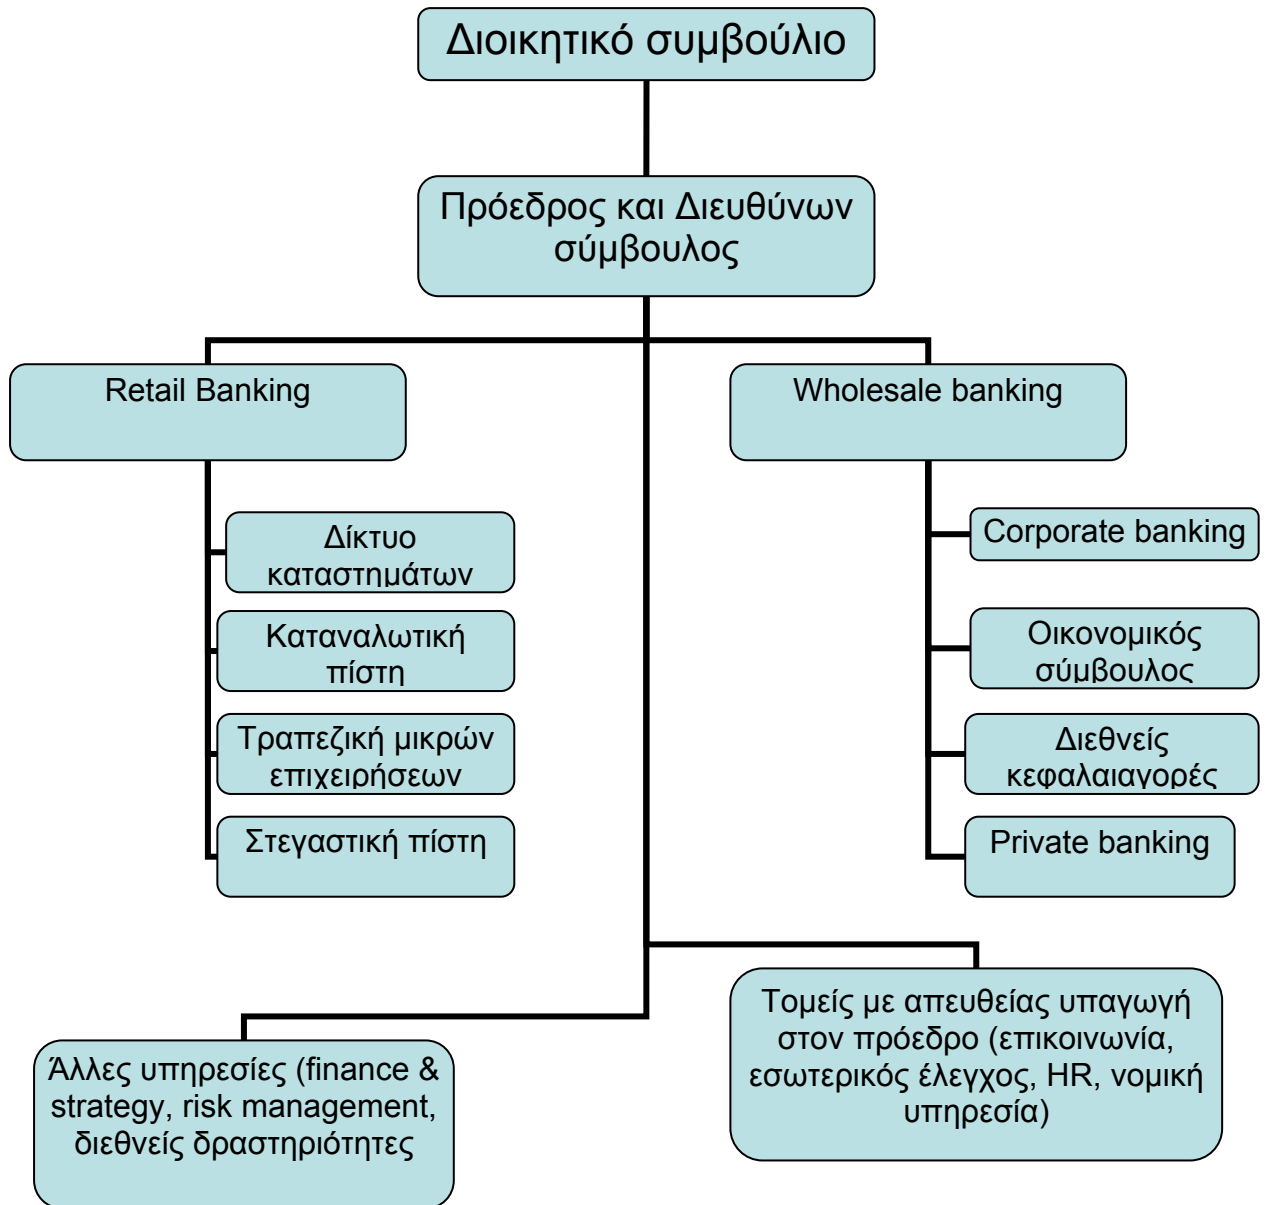 Διοικητικό συμβούλιο
Πρόεδρος και Διευθύνων
σύμβουλος
Retail Banking
Wholesale banking
Δίκτυο
καταστημάτων
Καταναλωτική
πίστη
Τραπεζική μικρών
επιχειρήσεων
Στεγαστική πίστη
Corporate banking
Οικονομικός
σύμβουλος
Διεθνείς
κεφαλαιαγορές
Private banking
Άλλες υπηρεσίες (finance &
strategy, risk management,
διεθνείς δραστηριότητες
Τομείς με απευθείας υπαγωγή
στον πρόεδρο (επικοινωνία,
εσωτερικός έλεγχος, HR, νομική
υπηρεσία)